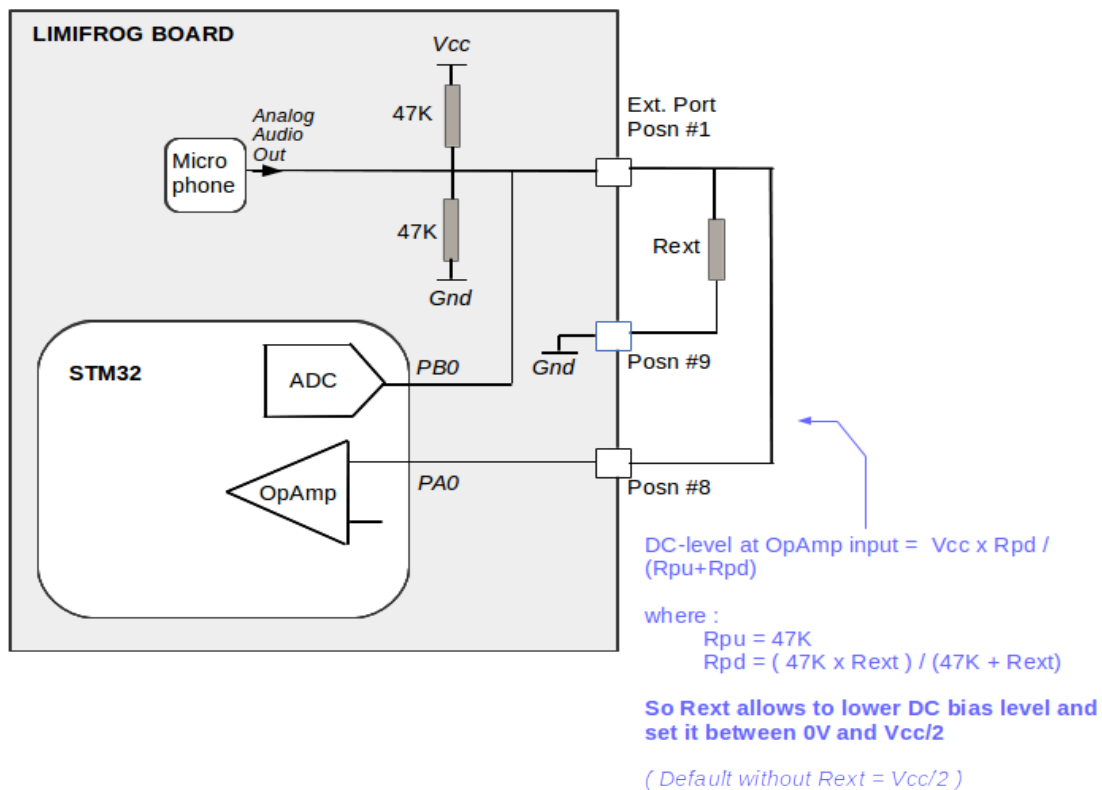 LIMIFROG BOARD
Vcc
47K
Ext. Port
Posn #1
Analog
Audio
Out
Micro
phone
47K
Rext
Gnd
Gnd
Posn #9
STM32
ADC
PB0
OpAmp
PA0
Posn #8
DC-level at OpAmp input =  Vcc x Rpd /
(Rpu+Rpd)
where :
Rpu = 47K
Rpd = ( 47K x Rext ) / (47K + Rext)
So Rext allows to lower DC bias level and
set it between 0V and Vcc/2
( Default without Rext = Vcc/2 )